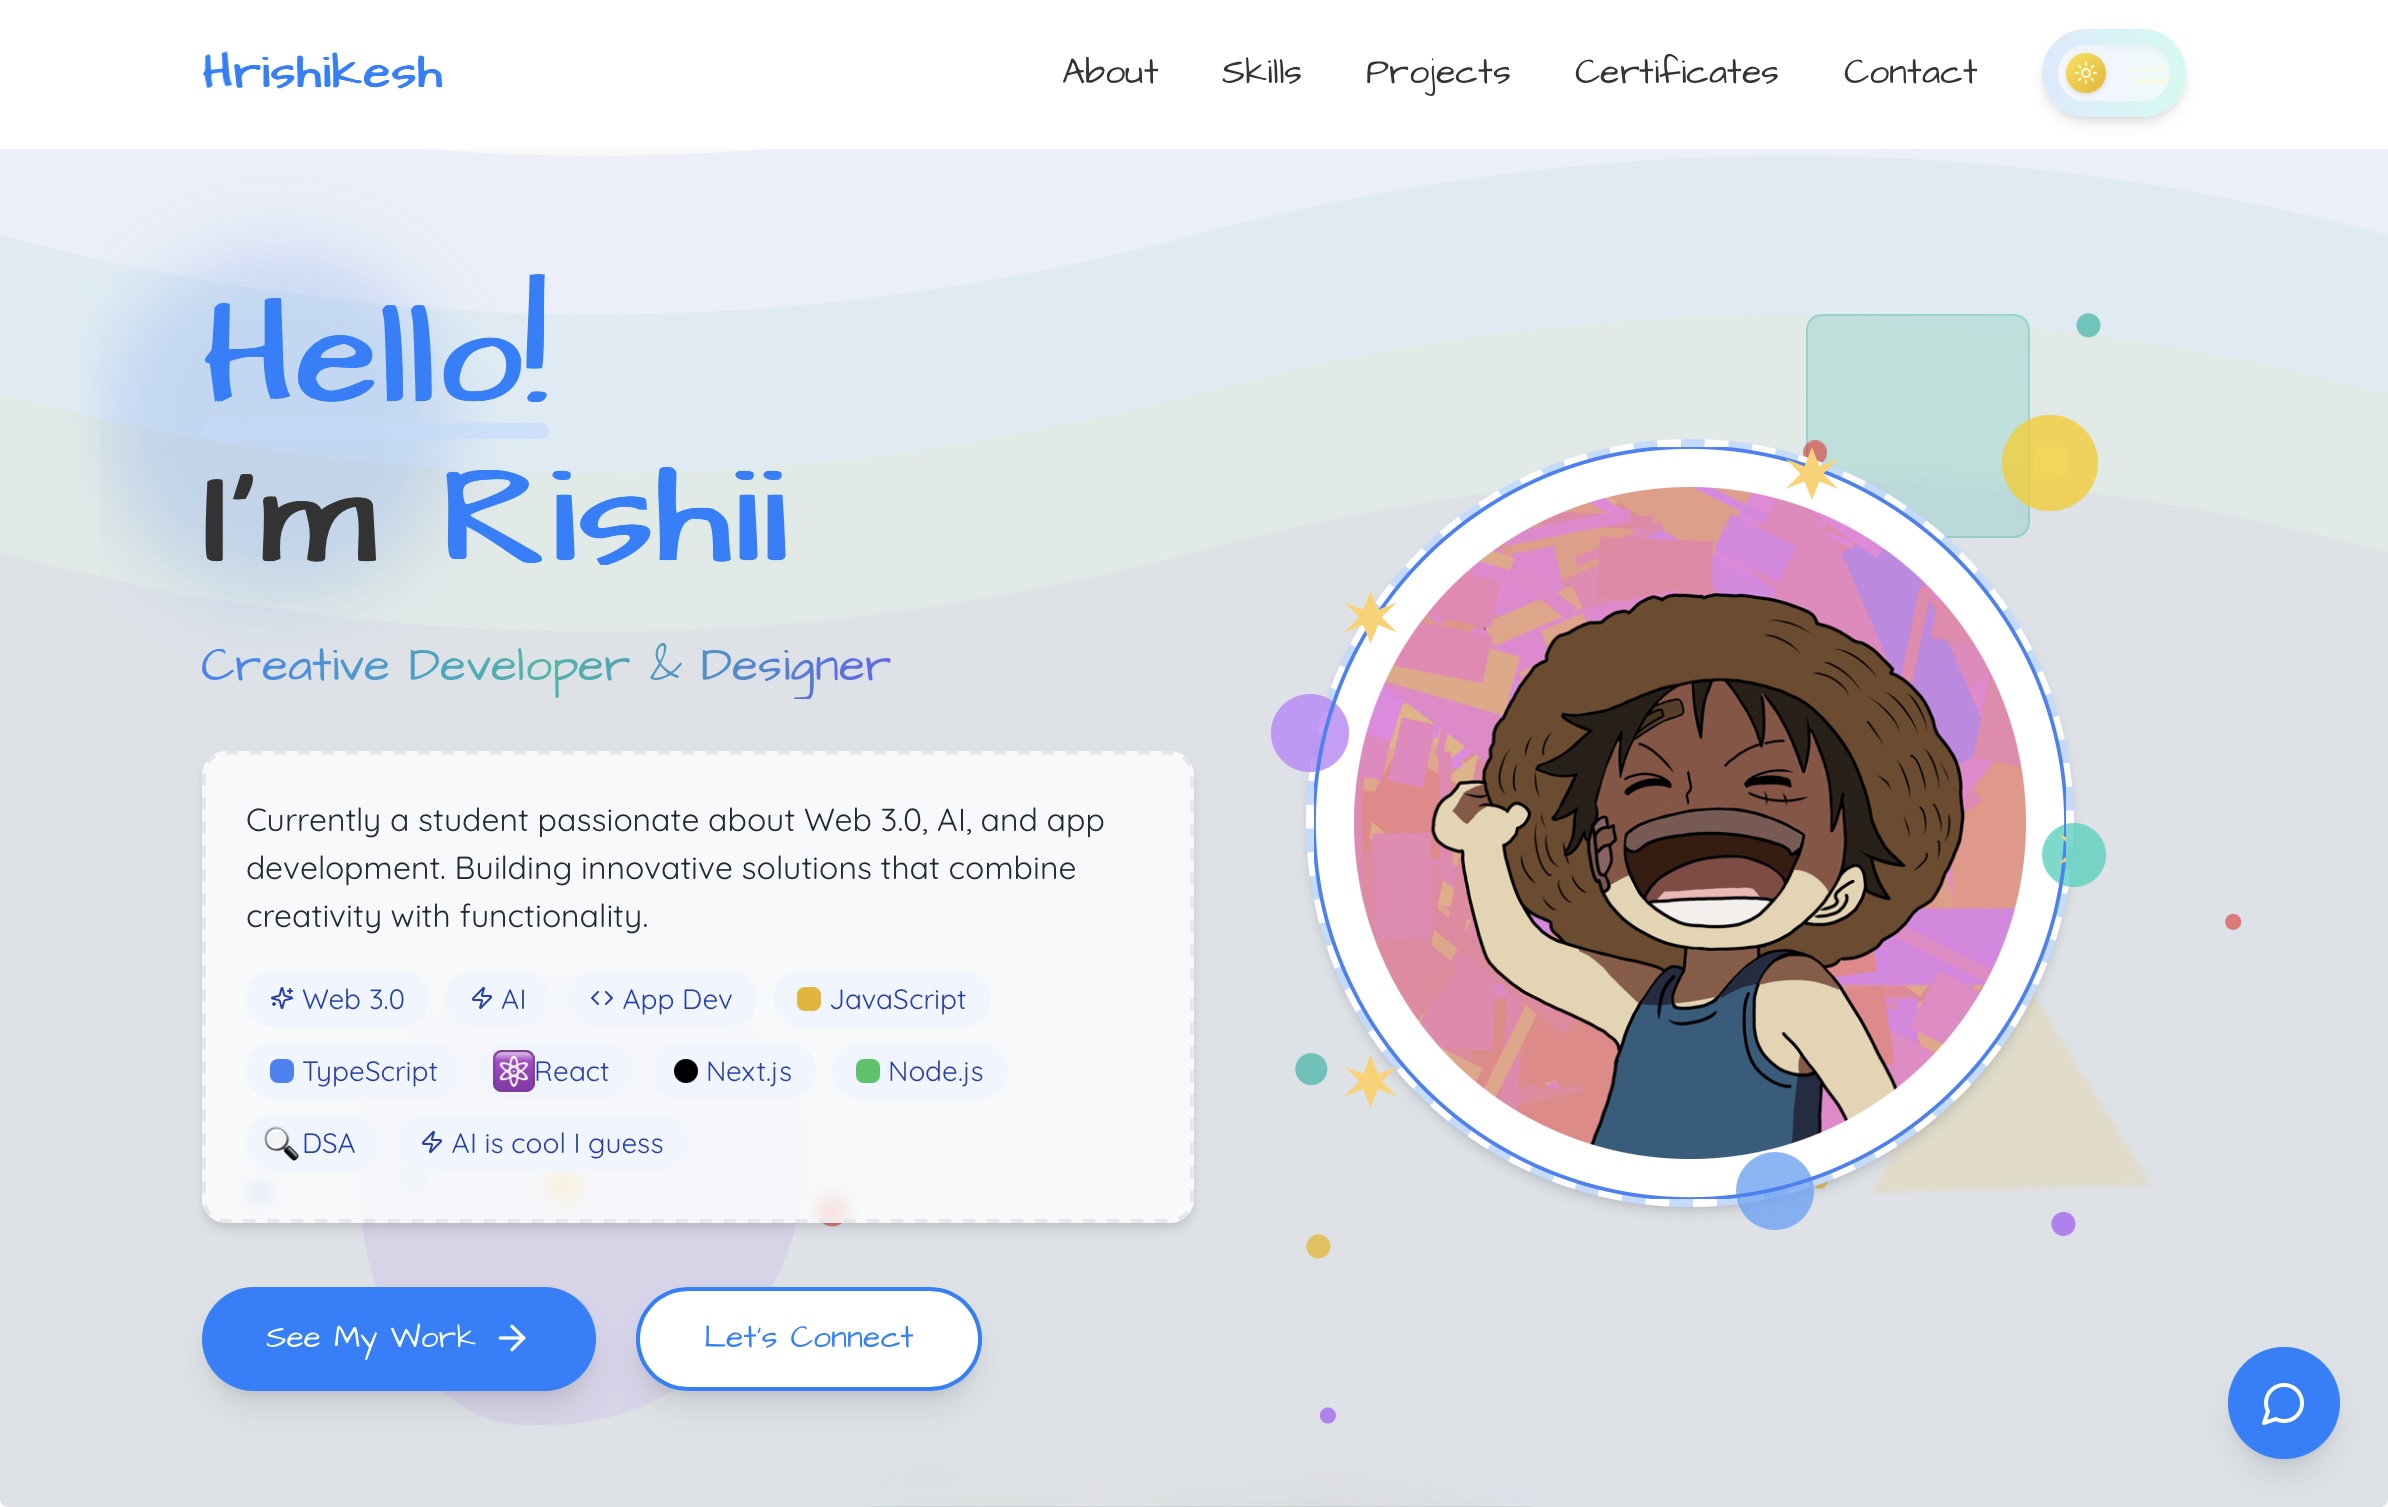 Hrishikesh
About Skills Projects Certificates Contact
Hello!
I'm Rishii
Creative Developer & Designer
Currently a student passionate about Web 3.0, AI, and app
development. Building innovative solutions that combine
creativity with functionality.
Web 3.0 AI App Dev JavaScript
TypeScript React Next.js Node.js
DSA AI is cool I guess
See My Work Let's Connect